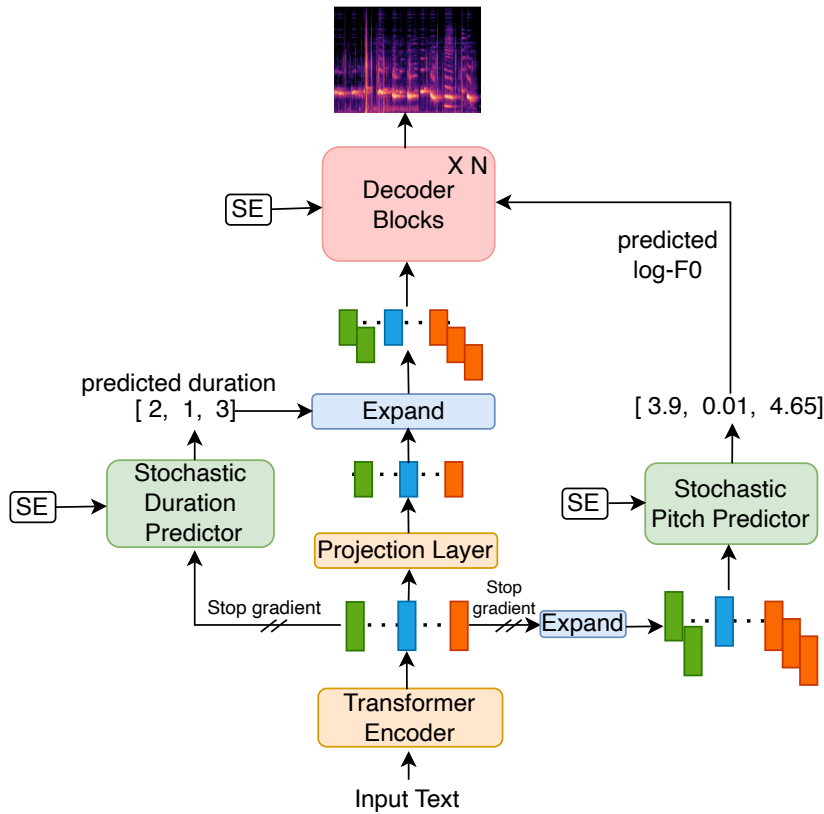 X N
Decoder
Blocks
SE
predicted
log-F0
predicted duration
[ 2, 1, 3]
Expand
[ 3.9, 0.01, 4.65]
Stochastic
Duration
Predictor
SE
SE
Stochastic
Pitch Predictor
Projection Layer
Stop gradient
Stop
gradient
Expand
Transformer
Encoder
Input Text